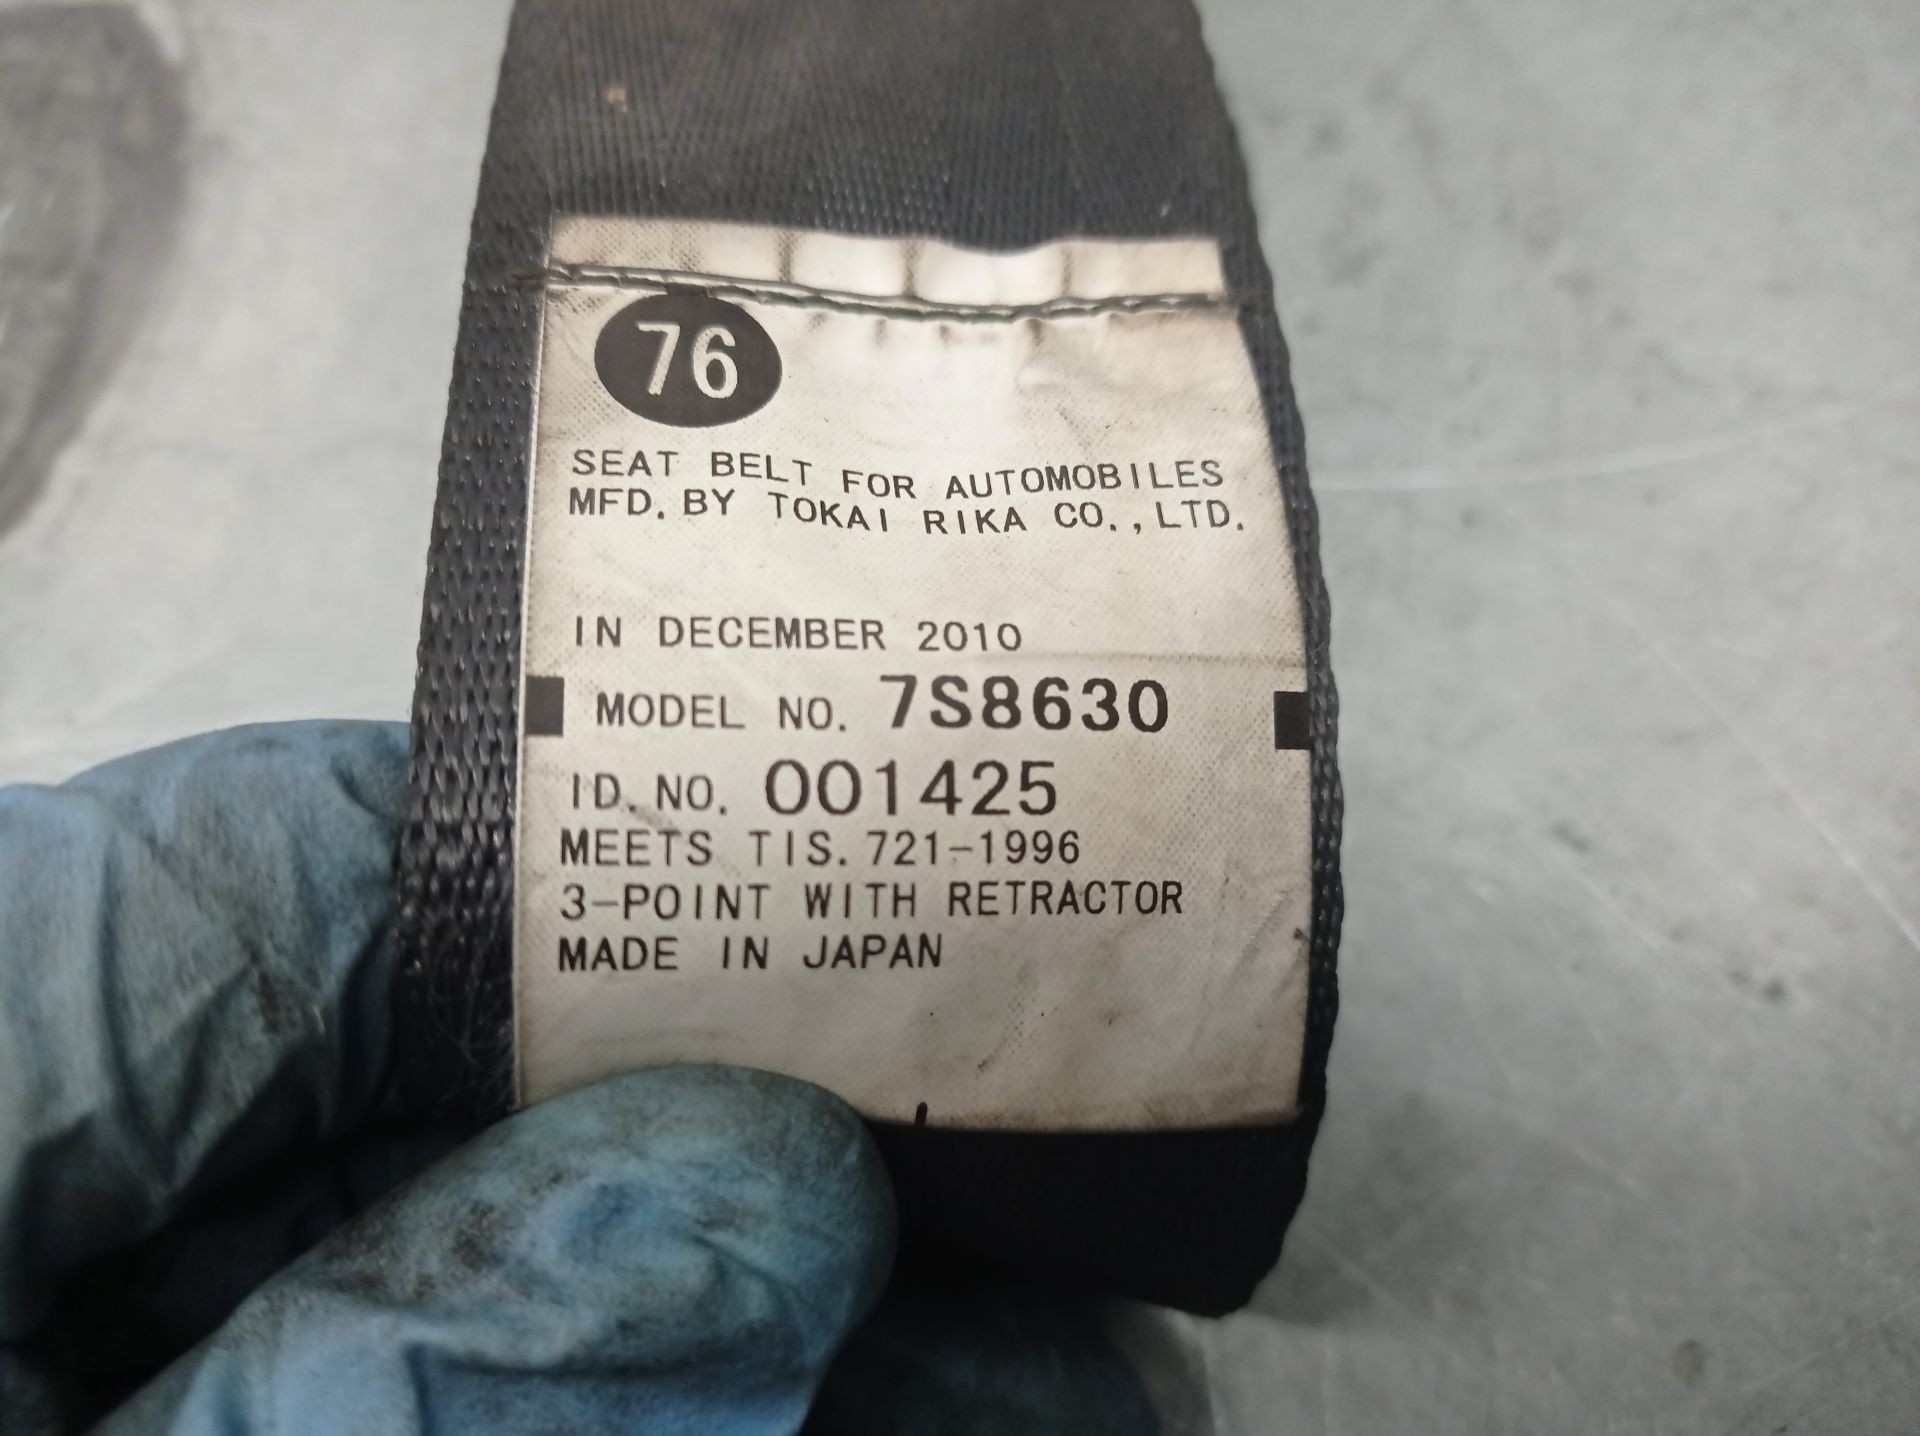 76
SEAT BELT FOR AUTOMOBILES
MFD. BY TOKAI RIKA CO., LTD.
IN DECEMBER 2010
MODEL NO. 7S8630
ID. NO. 001425
MEETS TIS. 721-1996
3-POINT WITH RETRACTOR
MADE IN JAPAN